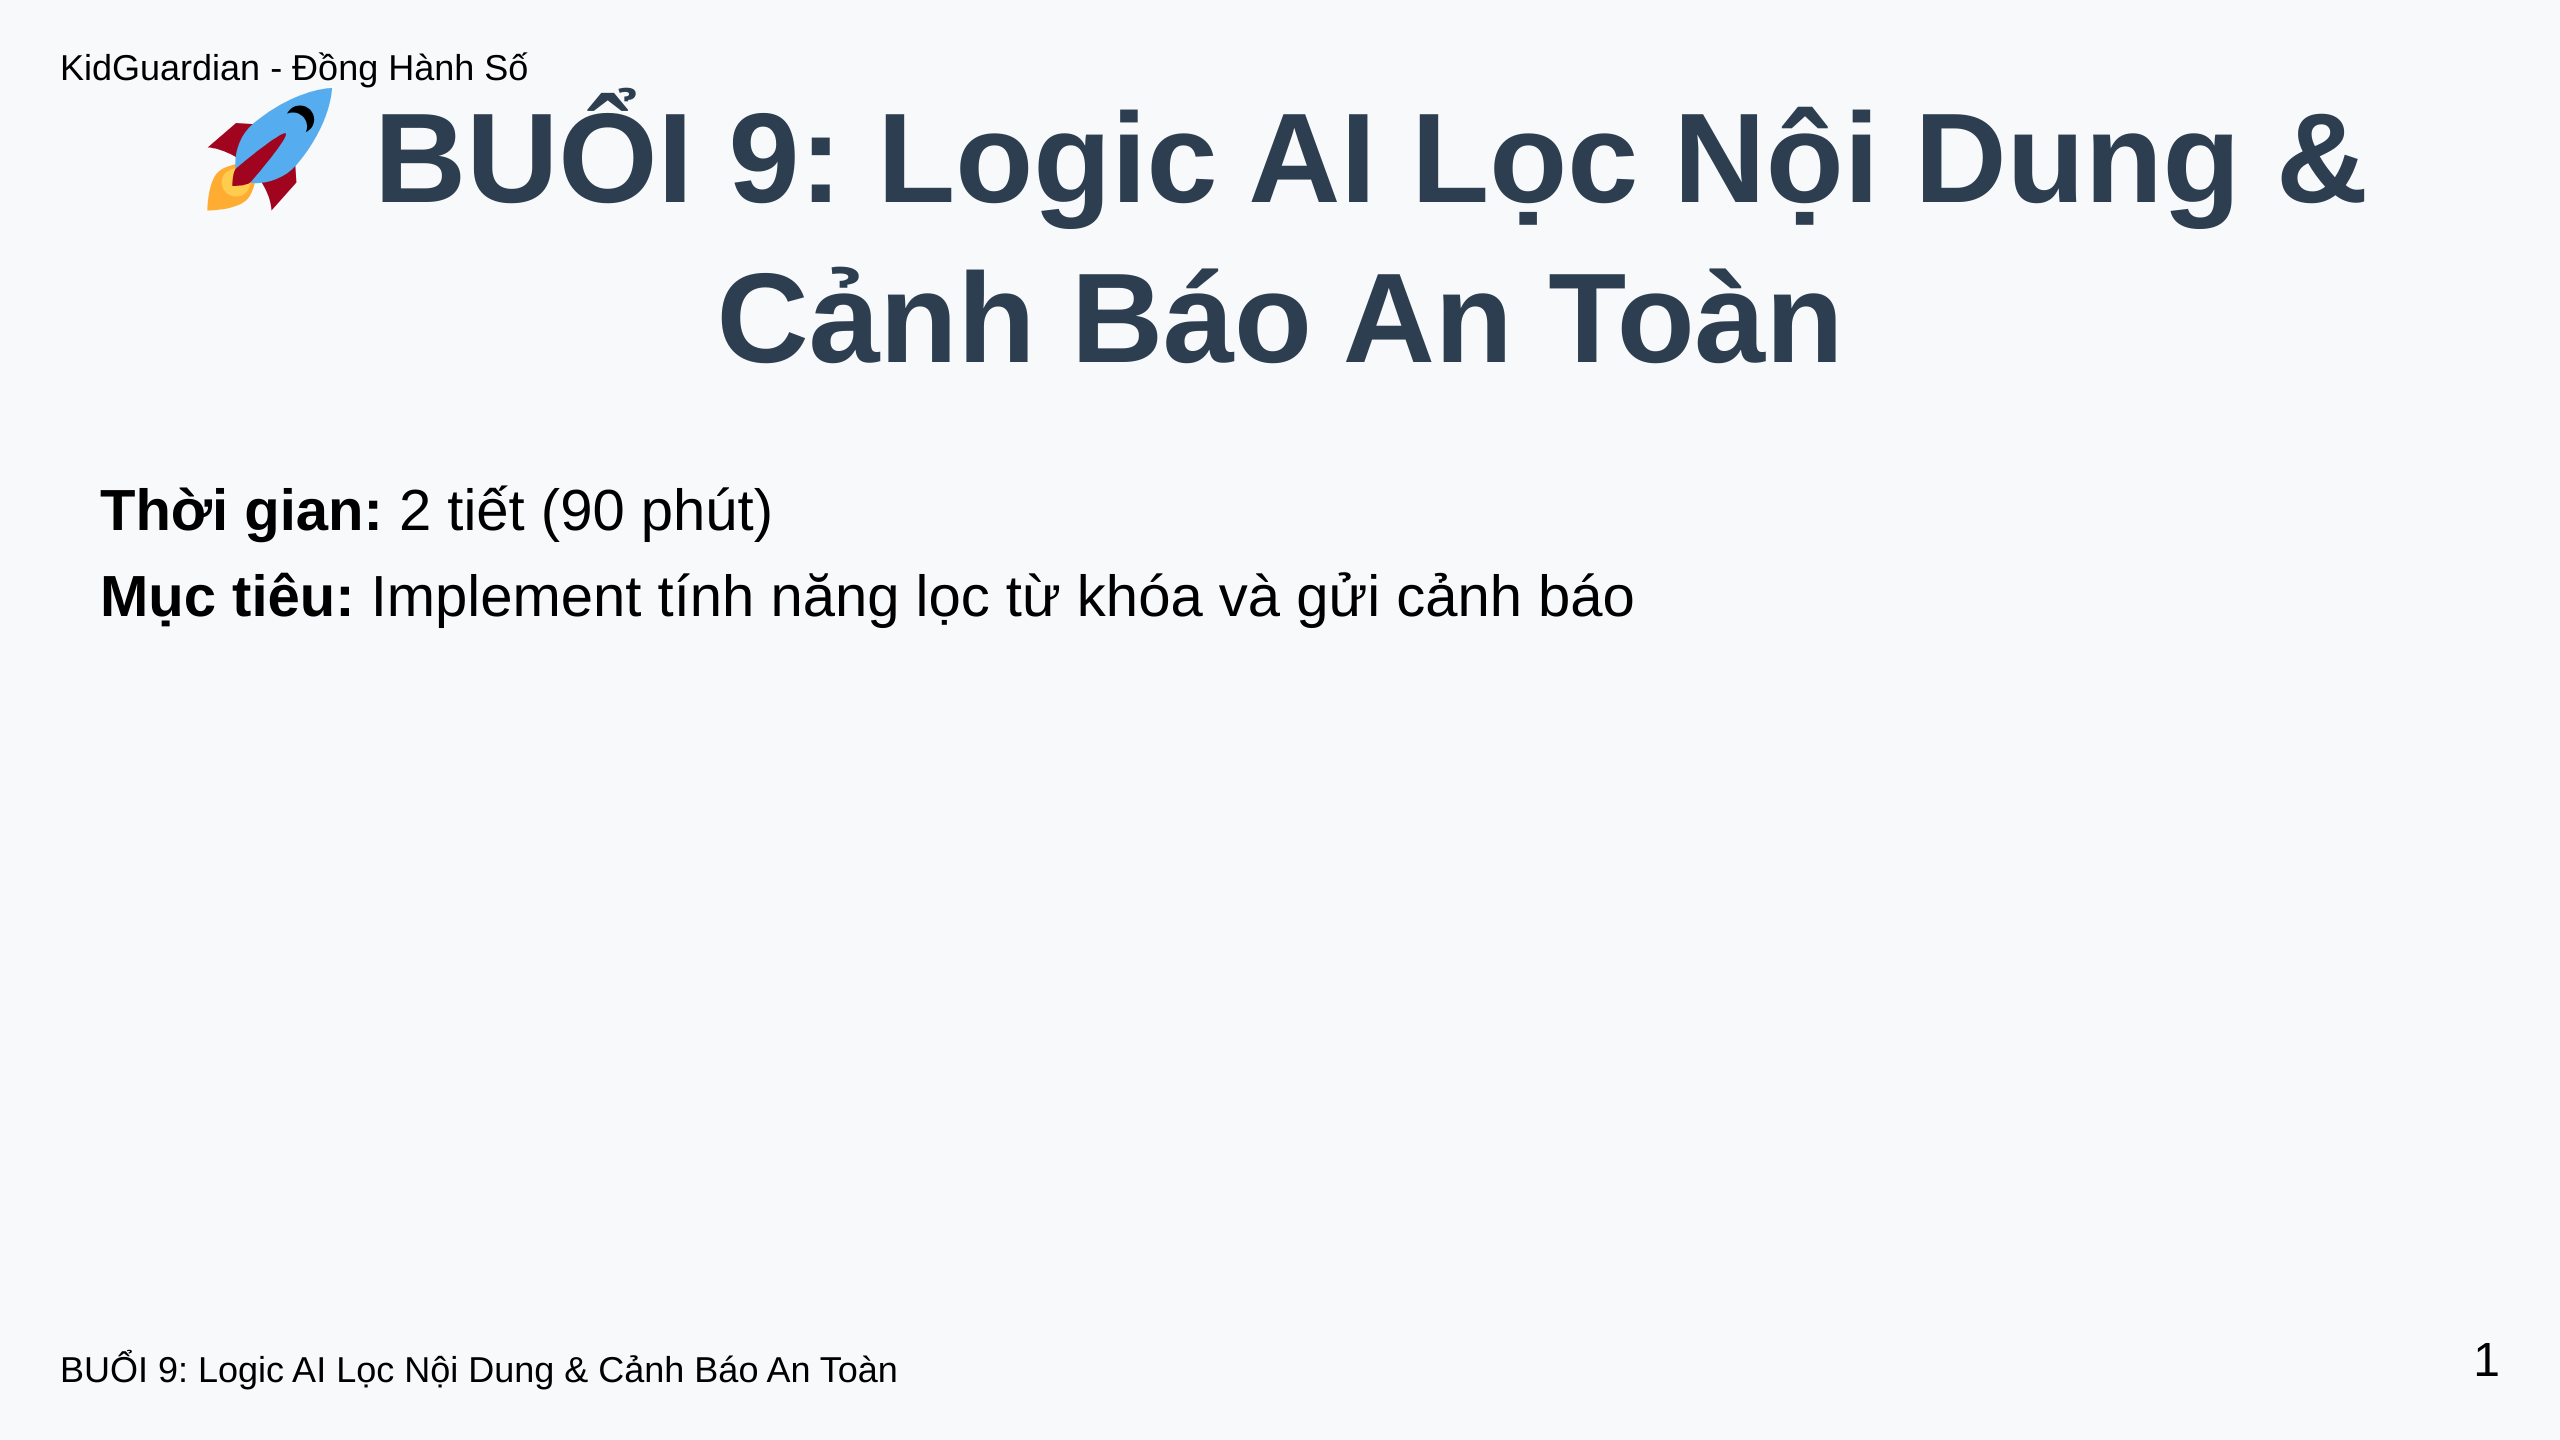 KidGuardian - Đồng Hành Số
🚀 BUỔI 9: Logic AI Lọc Nội Dung &
Cảnh Báo An Toàn
Thời gian: 2 tiết (90 phút)
Mục tiêu: Implement tính năng lọc từ khóa và gửi cảnh báo
BUỔI 9: Logic AI Lọc Nội Dung & Cảnh Báo An Toàn
1